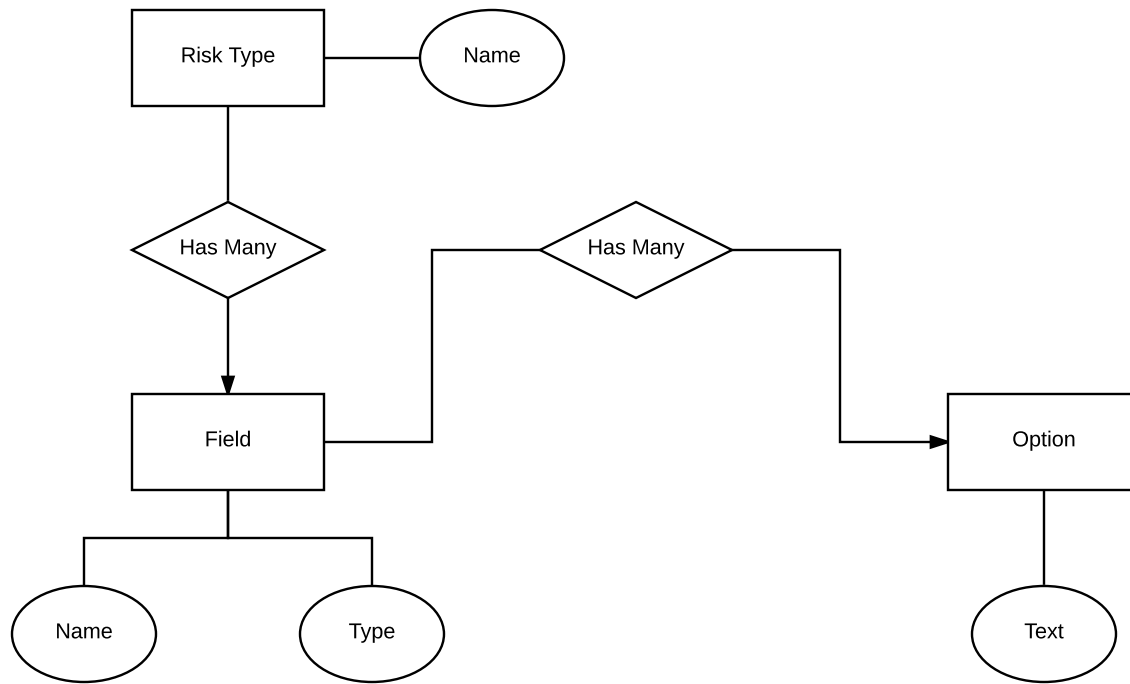 Risk Type
Name
Has Many
Has Many
Field
Option
Name
Type
Text